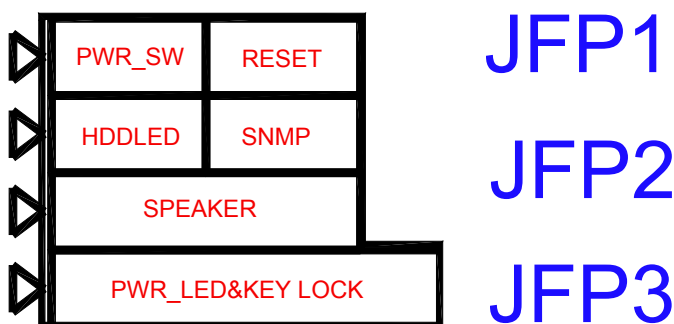 PWR_SW RESET JFP1
HDDLED SNMP
JFP2
SPEAKER
PWR_LED&KEY LOCK JFP3